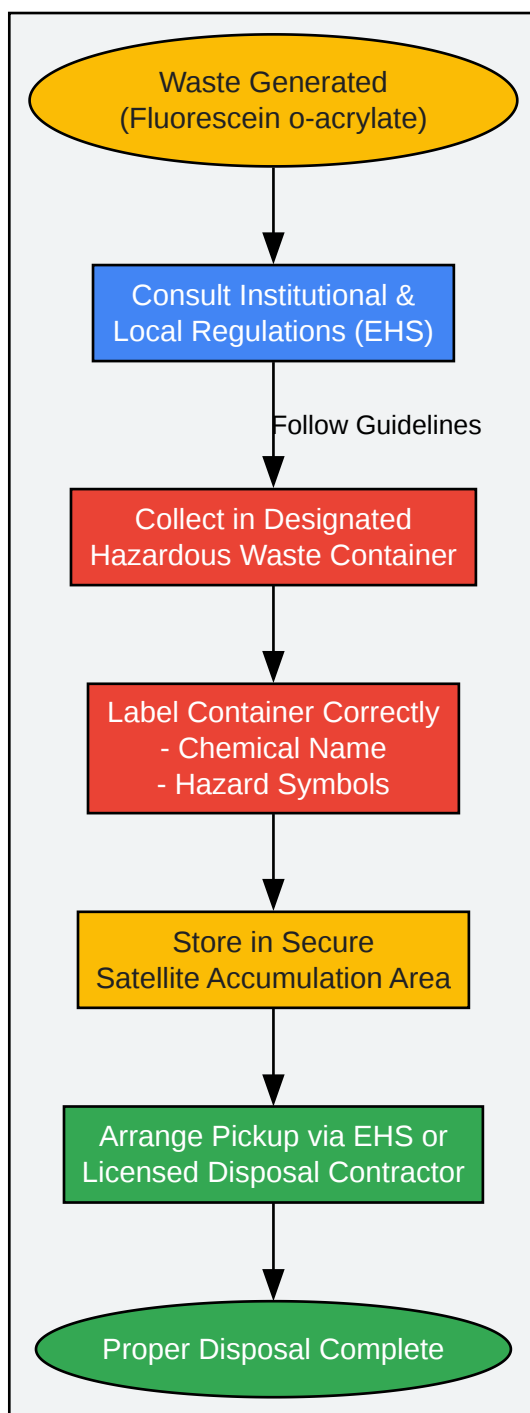 Waste Generated
(Fluorescein o-acrylate)
Consult Institutional &
Local Regulations (EHS)
Follow Guidelines
Collect in Designated
Hazardous Waste Container
Label Container Correctly
- Chemical Name
- Hazard Symbols
Store in Secure
Satellite Accumulation Area
Arrange Pickup via EHS or
Licensed Disposal Contractor
Proper Disposal Complete